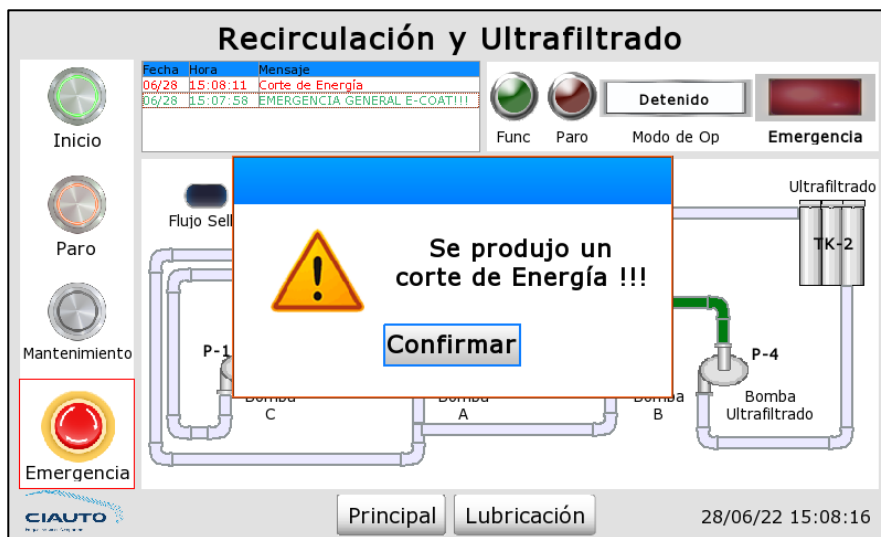 Recirculación y Ultrafiltrado
Inicio
Paro
Mantenimiento
Emergencia
Fecha Hora Mensaje
06/28 15:08:11 Corte de Energía
06/28 15:07:58 EMERGENCIA GENERAL E-COAT!!!
Func
Paro
Detenido
Modo de Op
Emergencia
Flujo Sell
Ultrafiltrado
TK-2
Se produjo un
corte de Energía !!!
Confirmar
P-1
P-4
Bomba
C
Bomba
A
Bomba
B
Bomba
Ultrafiltrado
CIAUTO
Principal
Lubricación
28/06/22 15:08:16